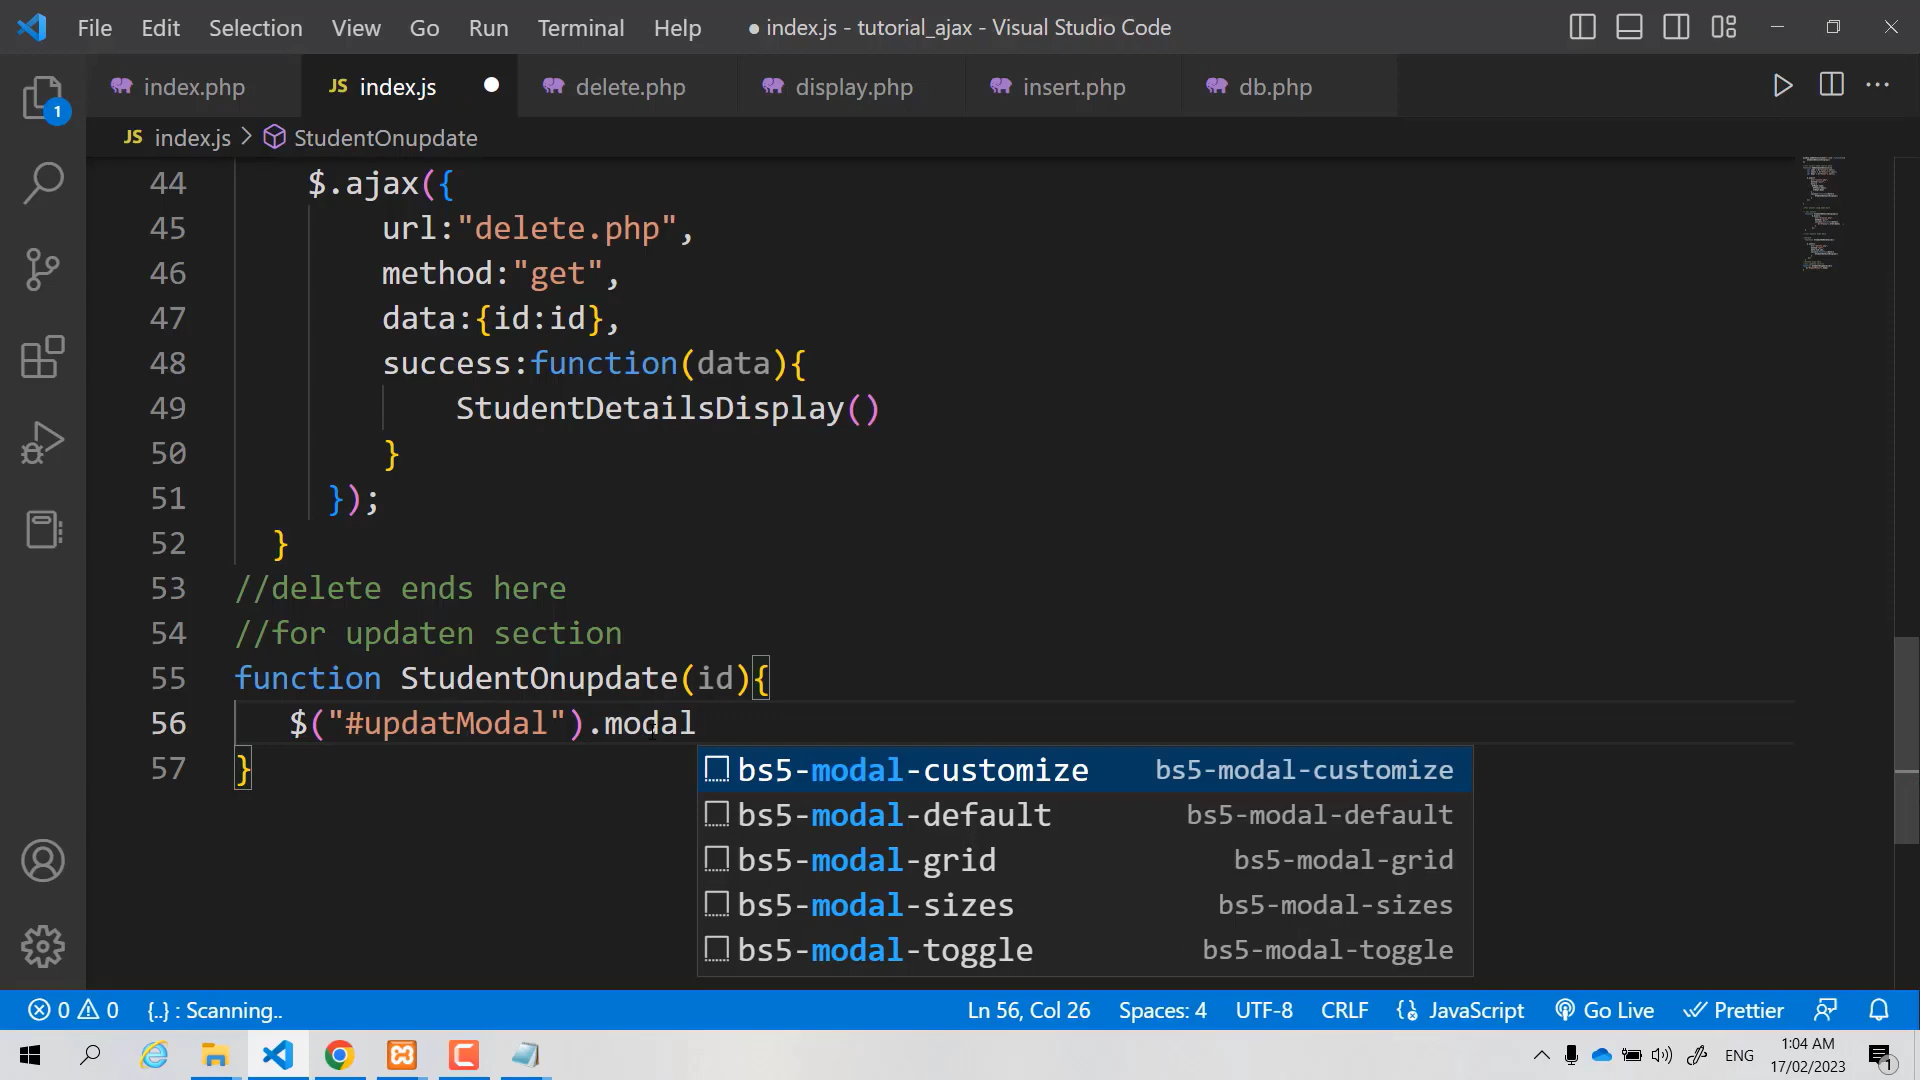 File Edit Selection View Go Run Terminal Help ● index.js - tutorial_ajax - Visual Studio Code
index.php JS index.js ● delete.php display.php insert.php db.php
1
JS index.js > StudentOnupdate
44 $.ajax({
45 url:"delete.php",
46 method:"get",
47 data:{id:id},
48 success:function(data){
49 StudentDetailsDisplay()
50 }
51 });
52 }
53 //delete ends here
54 //for updaten section
55 function StudentOnupdate(id){
56 $("#updatModal").modal
57 }
bs5-modal-customize bs5-modal-customize
bs5-modal-default bs5-modal-default
bs5-modal-grid bs5-modal-grid
bs5-modal-sizes bs5-modal-sizes
bs5-modal-toggle bs5-modal-toggle
0 0 {..} : Scanning.. Ln 56, Col 26 Spaces: 4 UTF-8 CRLF JavaScript Go Live Prettier
ENG 1:04 AM 1
17/02/2023